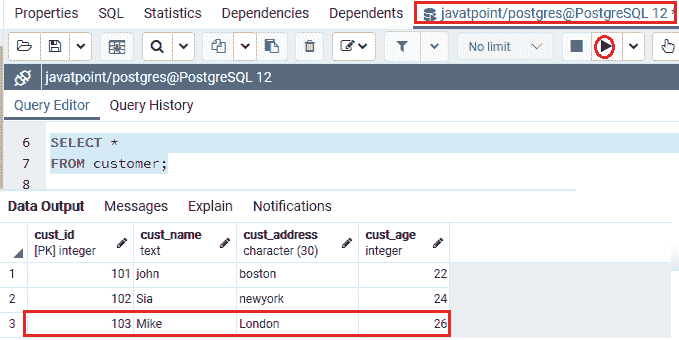 Properties SQL Statistics Dependencies Dependents javatpoint/postgres@PostgreSQL 12 *
No limit
javatpoint/postgres@PostgreSQL 12
Query Editor Query History
6 SELECT *
7 FROM customer;
8
Data Output Messages Explain Notifications
cust_id cust_name cust_address cust_age
[PK] integer text character (30) integer
1 101 john boston 22
2 102 Sia newyork 24
3 103 Mike London 26